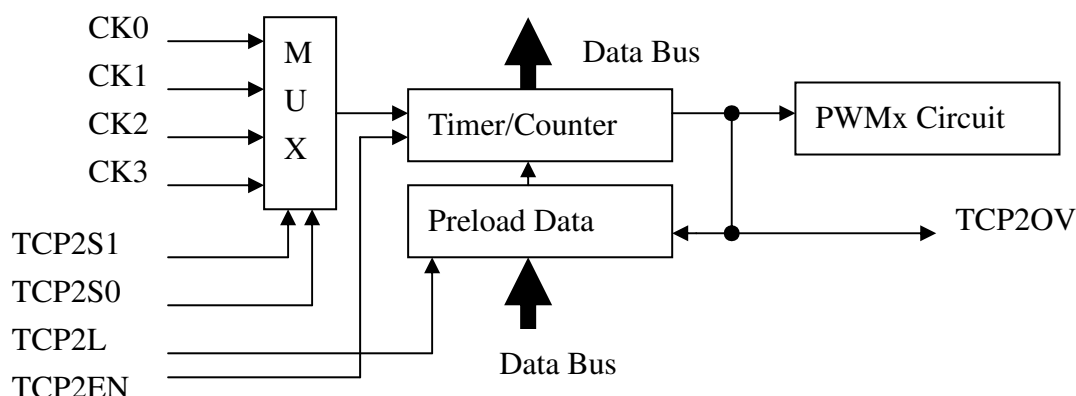 CK0
CK1
CK2
CK3
M
U
X
Data Bus
Timer/Counter
PWMx Circuit
Preload Data
TCP2OV
TCP2S1
TCP2S0
TCP2L
TCP2EN
Data Bus